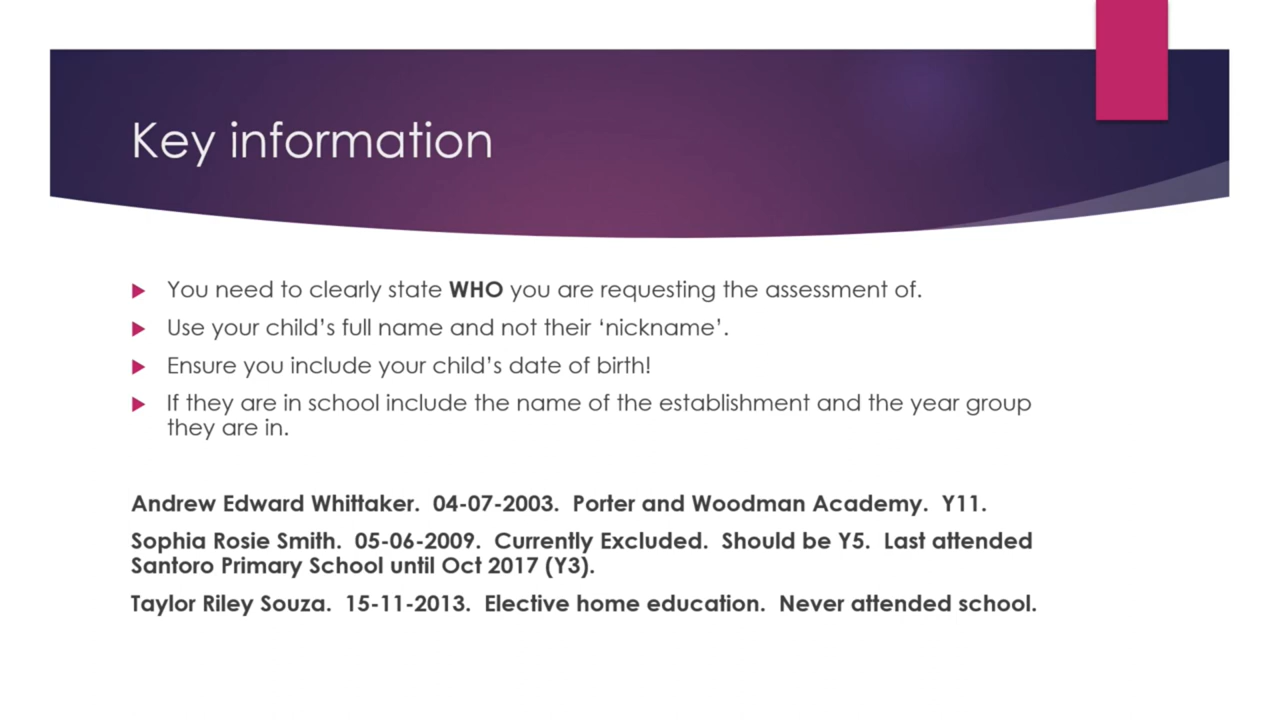 Key information
You need to clearly state WHO you are requesting the assessment of.
Use your child’s full name and not their ‘nickname’.
Ensure you include your child’s date of birth!
If they are in school include the name of the establishment and the year group
they are in.
Andrew Edward Whittaker.  04-07-2003.  Porter and Woodman Academy.  Y11.
Sophia Rosie Smith.  05-06-2009.  Currently Excluded.  Should be Y5.  Last attended
Santoro Primary School until Oct 2017 (Y3).
Taylor Riley Souza.  15-11-2013.  Elective home education.  Never attended school.